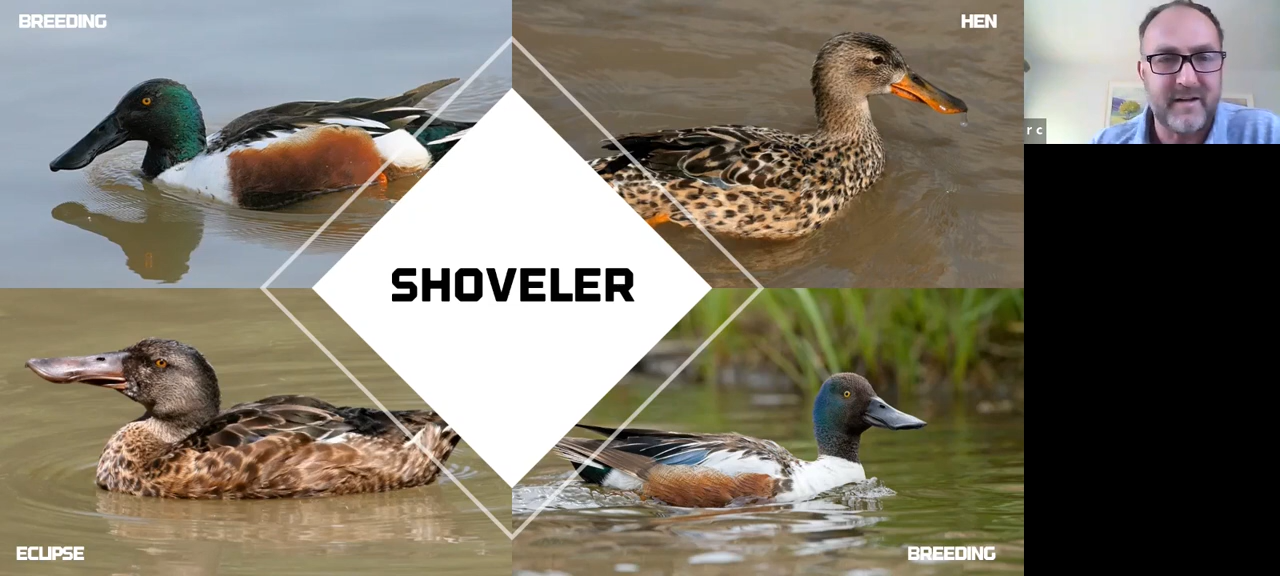 BREEDING
HEN
r c
SHOVELER
ECLIPSE
BREEDING